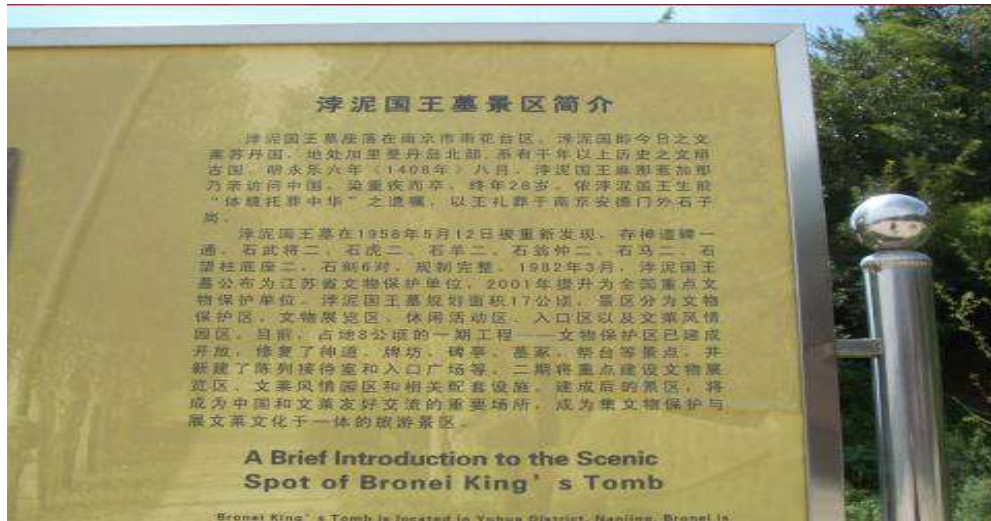 浡泥国王墓景区简介
浡泥国王墓座落在南京市雨花台区。浡泥国即今日之文
莱苏丹国，地处加里曼丹岛北部，系有千年以上历史之文明
古国。明永乐六年（1408年）八月，浡泥国王麻那惹加那
乃亲访问中国，染重疾而卒，终年28岁。依浡泥国王生前
“体魄托葬中华”之遗嘱，以王礼葬于南京安德门外石子
岗。
浡泥国王墓在1958年5月12日被重新发现，存神道碑一
通、石武将二、石虎二、石羊二、石翁仲二、石马二、石
望柱底座二，石刻6对，规制完整。1982年3月，浡泥国王
墓公布为江苏省文物保护单位，2001年提升为全国重点文
物保护单位。浡泥国王墓规划面积17公顷，景区分为文物
保护区、文物展览区、休闲活动区、入口区以及文莱风情
园区。目前，占地8公顷的一期工程——文物保护区已建成
开放，修复了神道、牌坊、碑亭、墓冢、祭台等景点，并
新建了陈列接待室和入口广场等。二期将重点建设文物展
览区、文莱风情园区和相关配套设施。建成后的景区，将
成为中国和文莱友好交流的重要场所，成为集文物保护与
展文莱文化于一体的旅游景区。
A Brief Introduction to the Scenic
Spot of Bronei King's Tomb
Bronei King's Tomb is located in Yuhua District, Nanjing. Bronei is